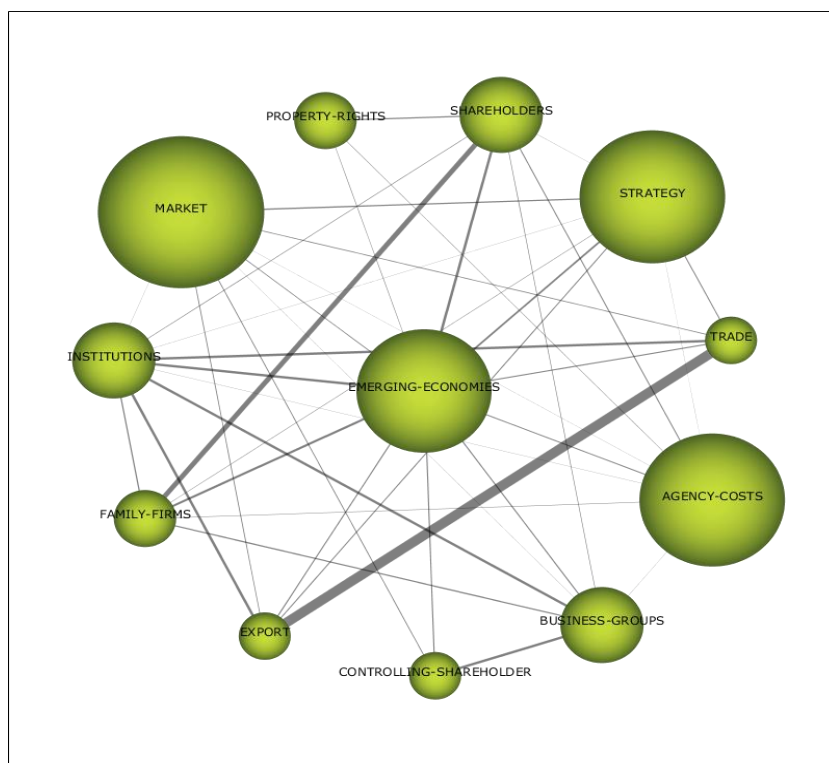 SHAREHOLDERS
PROPERTY-RIGHTS
STRATEGY
MARKET
TRADE
INSTITUTIONS
EMERGING-ECONOMIES
AGENCY-COSTS
FAMILY-FIRMS
BUSINESS-GROUPS
EXPORT
CONTROLLING-SHAREHOLDER